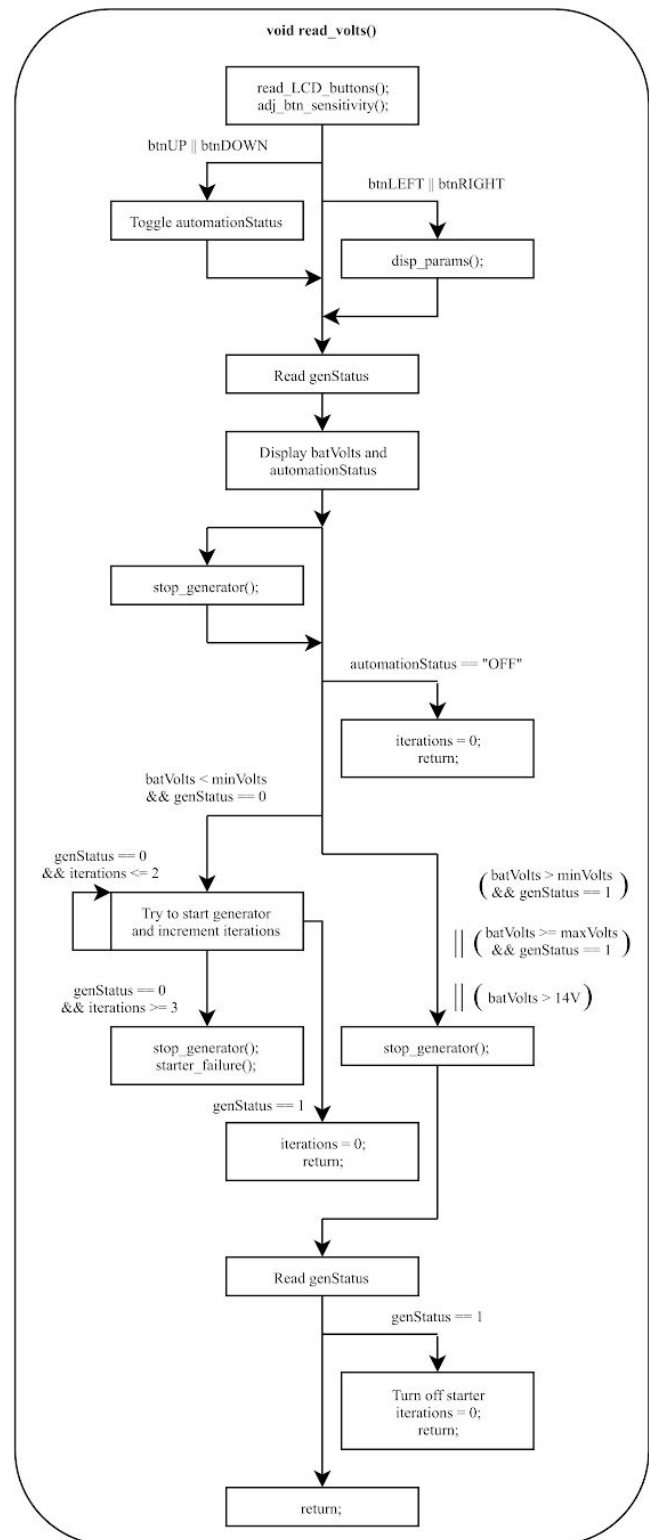 void read_volts()
read_LCD_buttons();
adj_btn_sensitivity();
btnUP || btnDOWN
btnLEFT || btnRIGHT
Toggle automationStatus
disp_params();
Read genStatus
Display batVolts and
automationStatus
stop_generator();
automationStatus == "OFF"
iterations = 0;
return;
batVolts < minVolts
&& genStatus == 0
genStatus == 0
&& iterations <= 2
Try to start generator
and increment iterations
(batVolts > minVolts
&& genStatus == 1)
|| (batVolts >= maxVolts
&& genStatus == 1)
|| (batVolts > 14V)
genStatus == 0
&& iterations >= 3
stop_generator();
starter_failure();
stop_generator();
genStatus == 1
iterations = 0;
return;
Read genStatus
genStatus == 1
Turn off starter
iterations = 0;
return;
return;